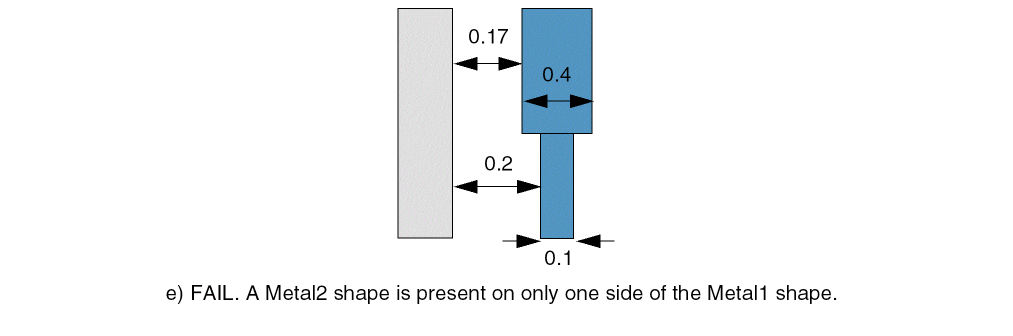 0.17
0.4
0.2
0.1
e) FAIL. A Metal2 shape is present on only one side of the Metal1 shape.